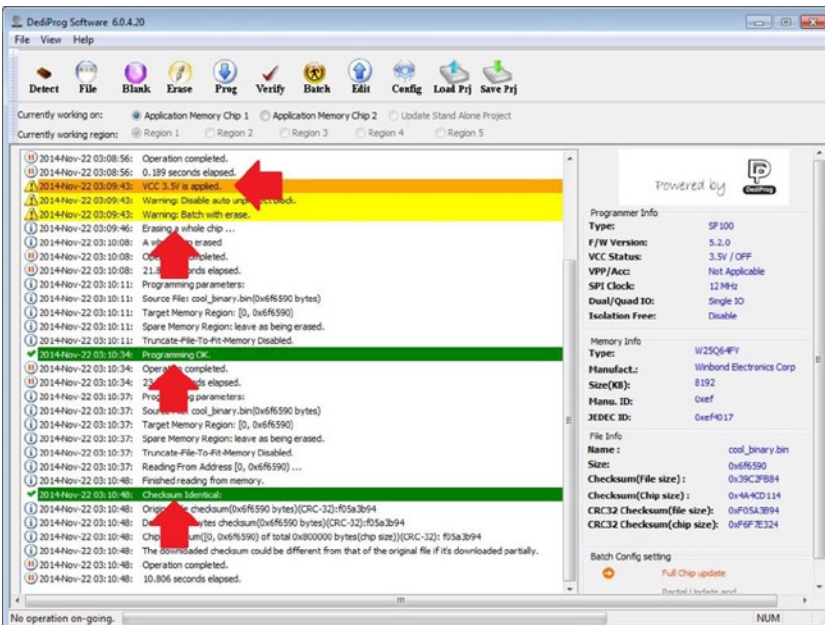 DediProg Software 6.0.4.20
File View Help
Detect File Blank Erase Prog Verify Batch Edit Config Load Prj Save Prj
Currently working on: Application Memory Chip 1 Application Memory Chip 2 Update Stand Alone Project
Currently working region: Region 1 Region 2 Region 3 Region 4 Region 5
2014-Nov-22 03:08:56: Operation completed.
2014-Nov-22 03:08:56: 0.189 seconds elapsed.
2014-Nov-22 03:09:43: VCC 3.5V is applied.
2014-Nov-22 03:09:43: Warning: Disable auto block.
2014-Nov-22 03:09:43: Warning: Batch with erase.
2014-Nov-22 03:09:46: Erasing a whole chip ...
2014-Nov-22 03:10:08: A erased
2014-Nov-22 03:10:08:
2014-Nov-22 03:10:08: elapsed.
2014-Nov-22 03:10:11: Programming parameters:
2014-Nov-22 03:10:11: Source File: cool_binary.bin(0x6f6590 bytes)
2014-Nov-22 03:10:11: Target Memory Region: [0, 0x6f6590)
2014-Nov-22 03:10:11: Spare Memory Region: leave as being erased.
2014-Nov-22 03:10:11: Truncate-File-To-Fit-Memory Disabled.
2014-Nov-22 03:10:34: Programming OK.
2014-Nov-22 03:10:34: Operation completed.
2014-Nov-22 03:10:34: elapsed.
2014-Nov-22 03:10:37: parameters:
2014-Nov-22 03:10:37: cool_binary.bin(0x6f6590 bytes)
2014-Nov-22 03:10:37: Target Memory Region: [0, 0x6f6590)
2014-Nov-22 03:10:37: Spare Memory Region: leave as being erased.
2014-Nov-22 03:10:37: Truncate-File-To-Fit-Memory Disabled.
2014-Nov-22 03:10:37: Reading From Address [0, 0x6f6590) ...
2014-Nov-22 03:10:48: Finished reading from memory.
2014-Nov-22 03:10:48: Checksum Identical:
2014-Nov-22 03:10:48: checksum(0x6f6590 bytes)(CRC-32):f05a3b94
2014-Nov-22 03:10:48: checksum(0x6f6590 bytes)(CRC-32):f05a3b94
2014-Nov-22 03:10:48: 0x6f6590) of total 0x800000 bytes(chip size))(CRC-32): f05a3b94
2014-Nov-22 03:10:48: The downloaded checksum could be different from that of the original file if it's downloaded partially.
2014-Nov-22 03:10:48: Operation completed.
2014-Nov-22 03:10:48: 10.806 seconds elapsed.
Powered by DediProg
Programmer Info
Type: SF100
F/W Version: 5.2.0
VCC Status: 3.5V / OFF
VPP/Acc: Not Applicable
SPI Clock: 12 MHz
Dual/Quad IO: Single IO
Isolation Free: Disable
Memory Info
Type: W25Q64FV
Manufact.: Winbond Electronics Corp
Size(KB): 8192
Manu. ID: 0xef
JEDEC ID: 0xef4017
File Info
Name : cool_binary.bin
Size: 0x6f6590
Checksum(File size) : 0x39C2FB84
Checksum(Chip size) : 0x4A4CD114
CRC32 Checksum(file size): 0xF05A3B94
CRC32 Checksum(chip size): 0xF6F7E324
Batch Config setting
Full Chip update
Partial Update and
No operation on-going.
NUM